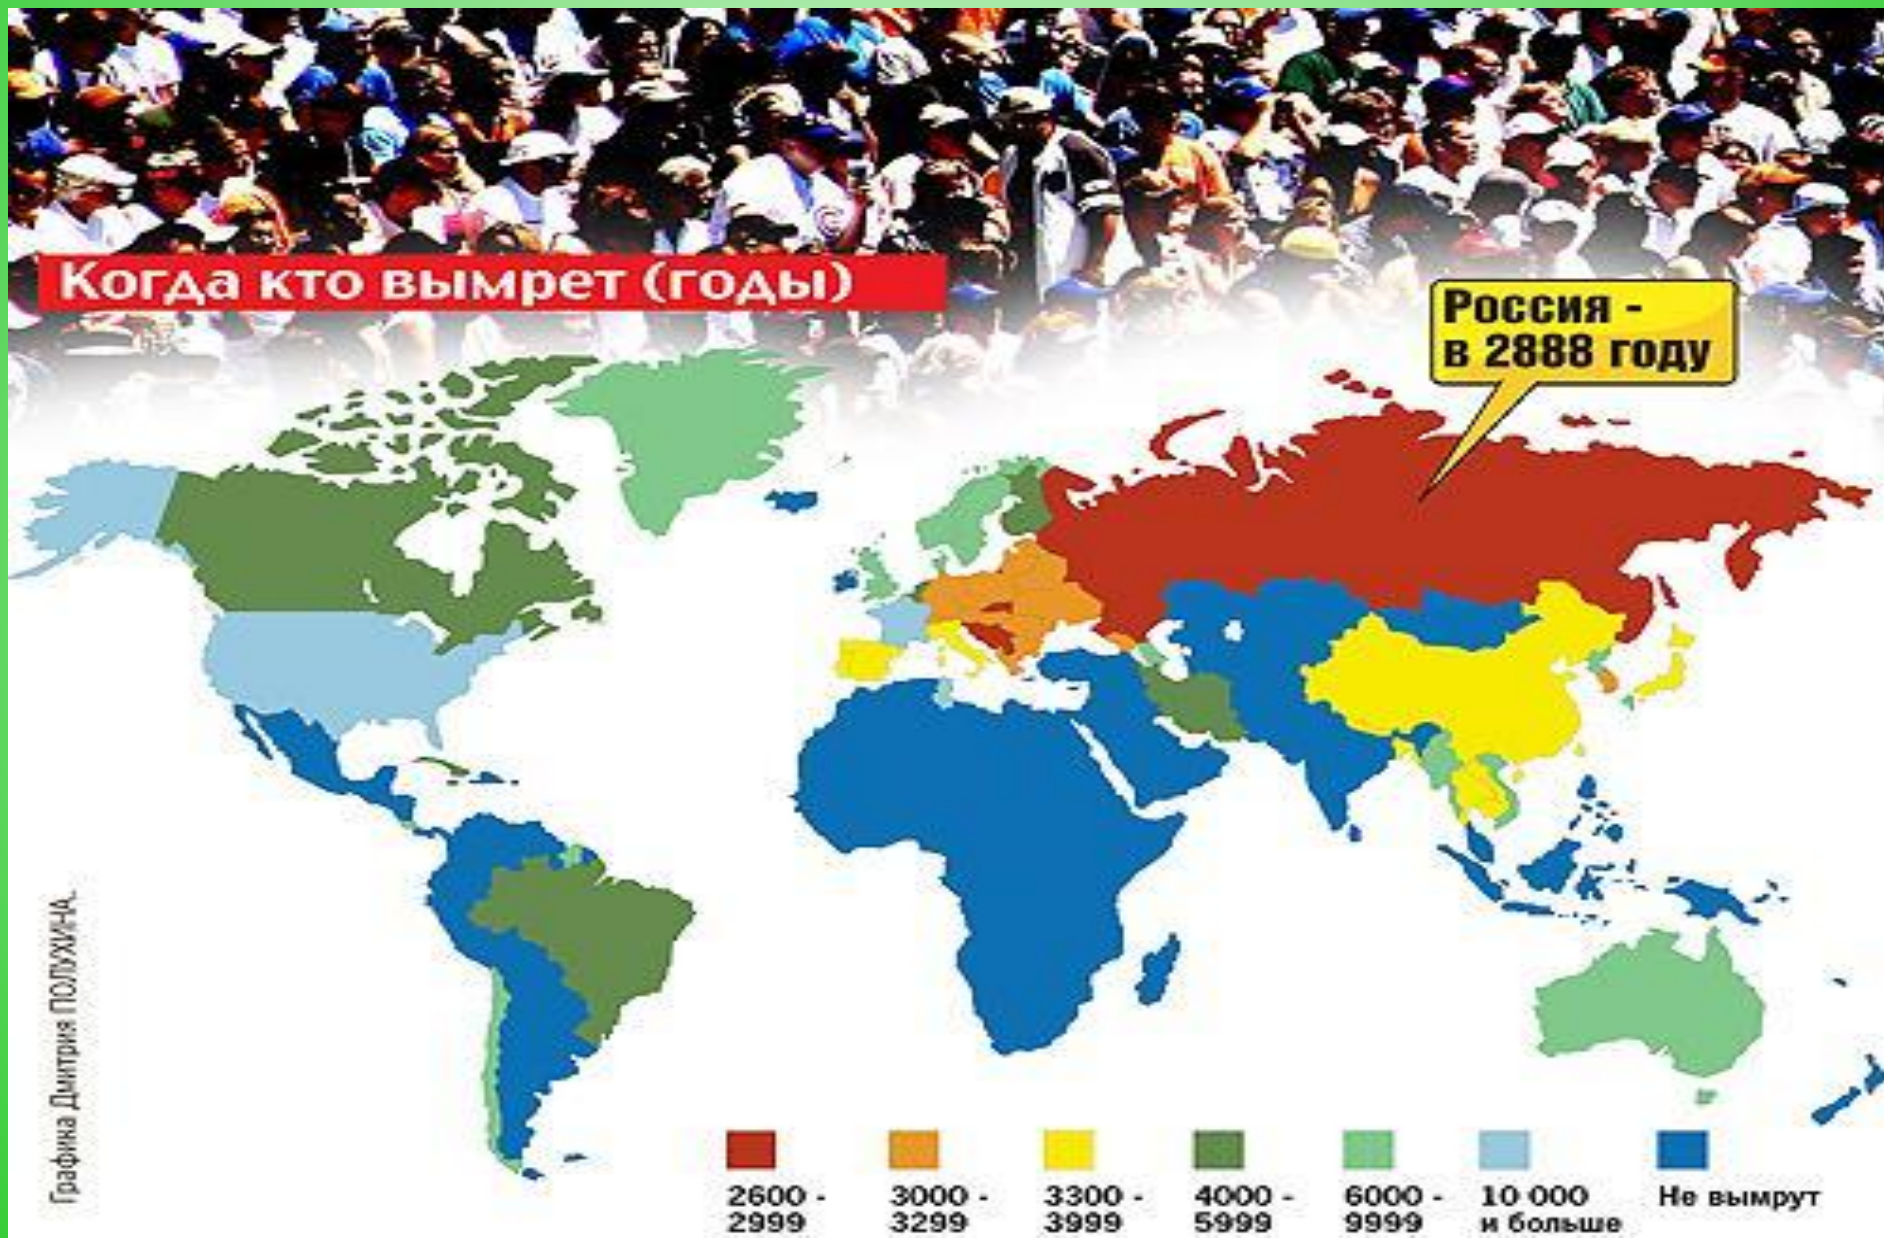 Когда кто вымрет (годы)
Россия -
в 2888 году
Графика Дмитрия ПОЛУХИНА.
2600 -
2999
3000 -
3299
3300 -
3999
4000 -
5999
6000 -
9999
10 000
и больше
Не вымрут